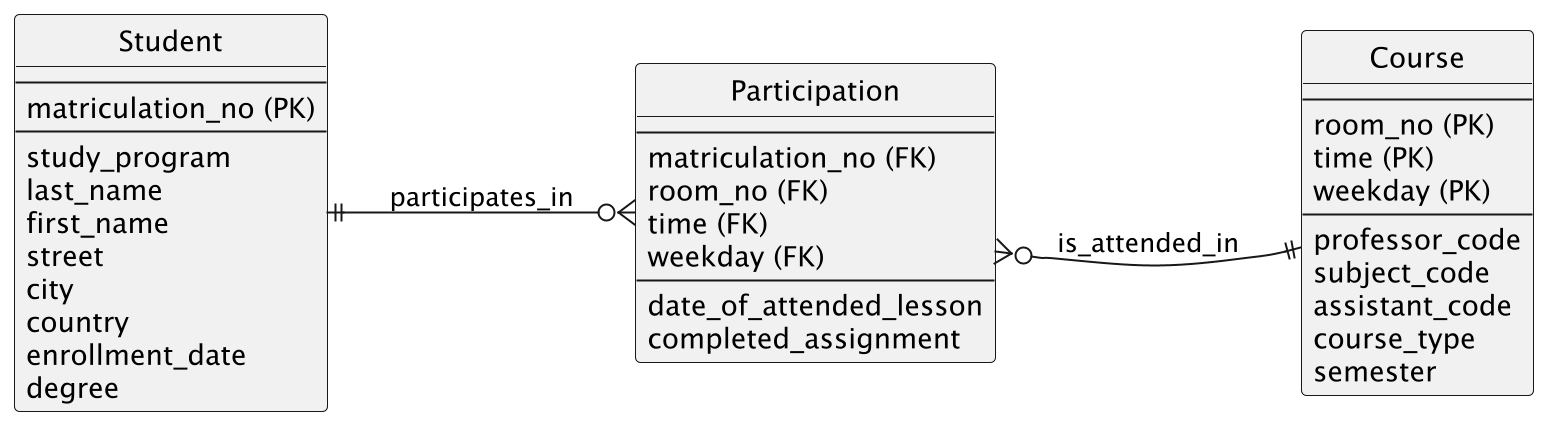 Student
matriculation_no (PK)
study_program
last_name
first_name
street
city
country
enrollment_date
degree
participates_in
Participation
matriculation_no (FK)
room_no (FK)
time (FK)
weekday (FK)
date_of_attended_lesson
completed_assignment
is_attended_in
Course
room_no (PK)
time (PK)
weekday (PK)
professor_code
subject_code
assistant_code
course_type
semester